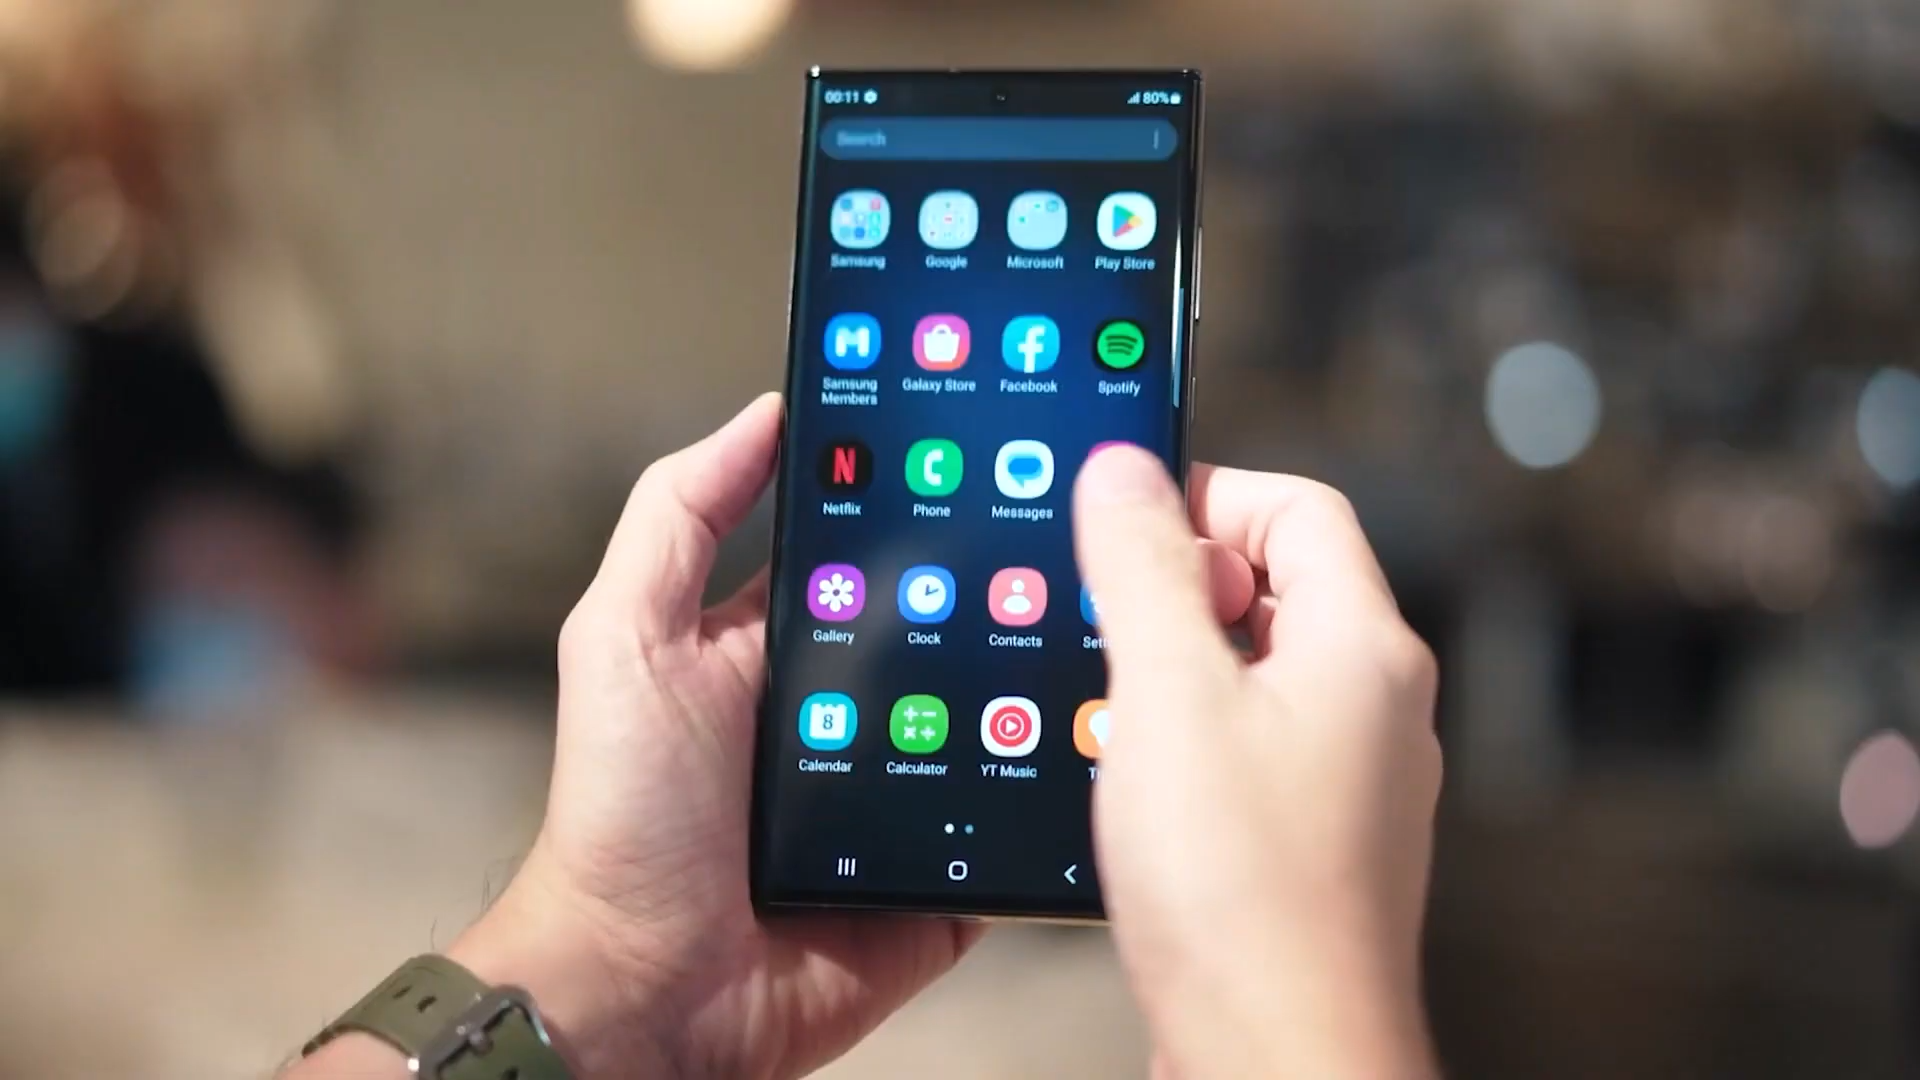 00:11
80%
Search
Samsung Google Microsoft Play Store
Samsung Members Galaxy Store Facebook Spotify
N
Netflix Phone Messages
Gallery Clock Contacts
8
Calendar Calculator YT Music